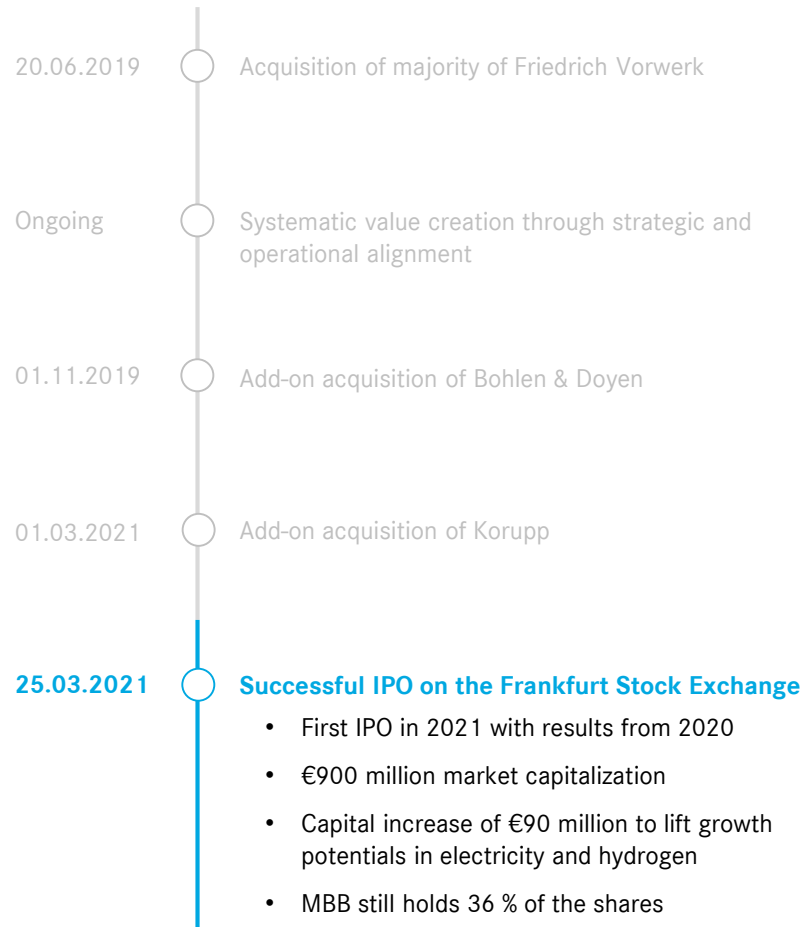 20.06.2019 Acquisition of majority of Friedrich Vorwerk
Ongoing Systematic value creation through strategic and
operational alignment
01.11.2019 Add-on acquisition of Bohlen & Doyen
01.03.2021 Add-on acquisition of Korupp
25.03.2021 Successful IPO on the Frankfurt Stock Exchange
• First IPO in 2021 with results from 2020
• €900 million market capitalization
• Capital increase of €90 million to lift growth
potentials in electricity and hydrogen
• MBB still holds 36 % of the shares